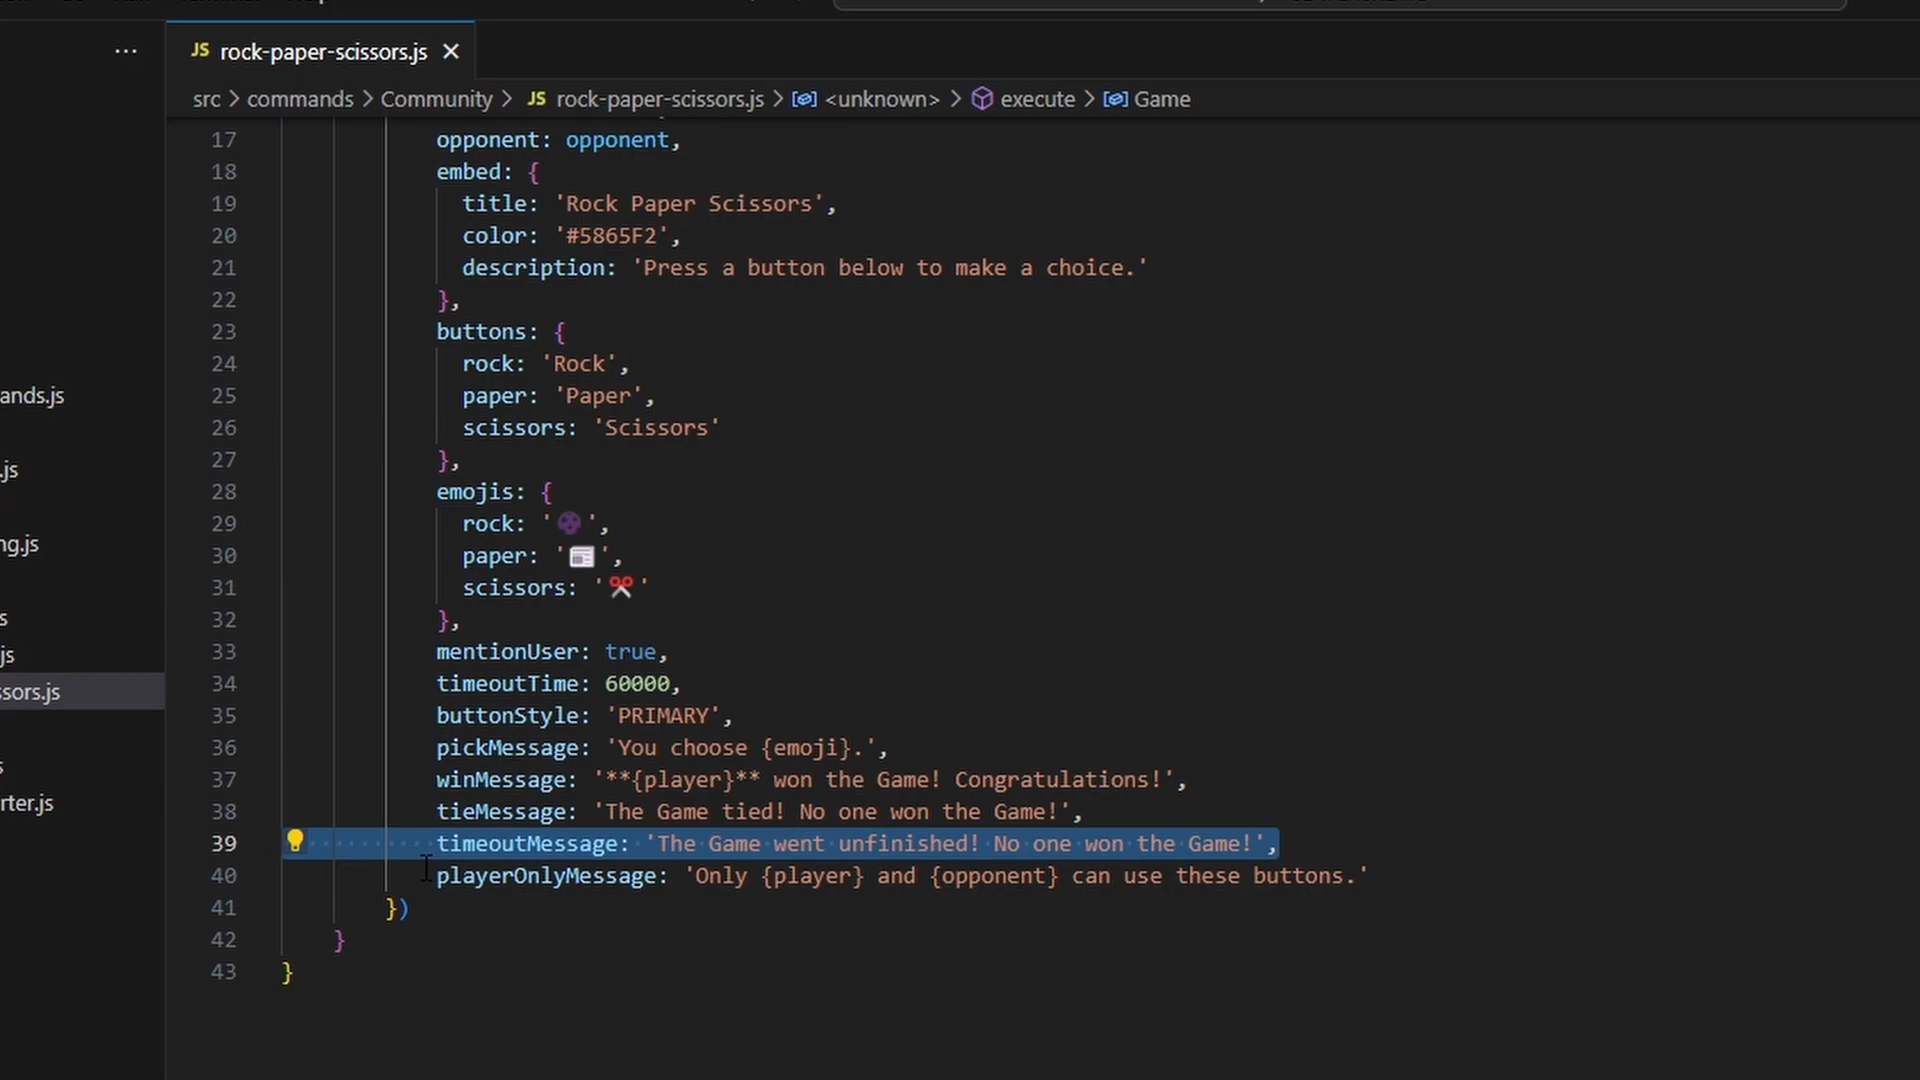 JS rock-paper-scissors.js
src > commands > Community > JS rock-paper-scissors.js > <unknown> > execute > Game
17 opponent: opponent,
18 embed: {
19 title: 'Rock Paper Scissors',
20 color: '#5865F2',
21 description: 'Press a button below to make a choice.'
22 },
23 buttons: {
24 rock: 'Rock',
25 paper: 'Paper',
26 scissors: 'Scissors'
27 },
28 emojis: {
29 rock: '🌑',
30 paper: '📰',
31 scissors: '✂️'
32 },
33 mentionUser: true,
34 timeoutTime: 60000,
35 buttonStyle: 'PRIMARY',
36 pickMessage: 'You choose {emoji}.',
37 winMessage: '**{player}** won the Game! Congratulations!',
38 tieMessage: 'The Game tied! No one won the Game!',
39 timeoutMessage: 'The Game went unfinished! No one won the Game!',
40 playerOnlyMessage: 'Only {player} and {opponent} can use these buttons.'
41 })
42 }
43 }
ands.js
.js
ng.js
s
js
ssors.js
s
rter.js